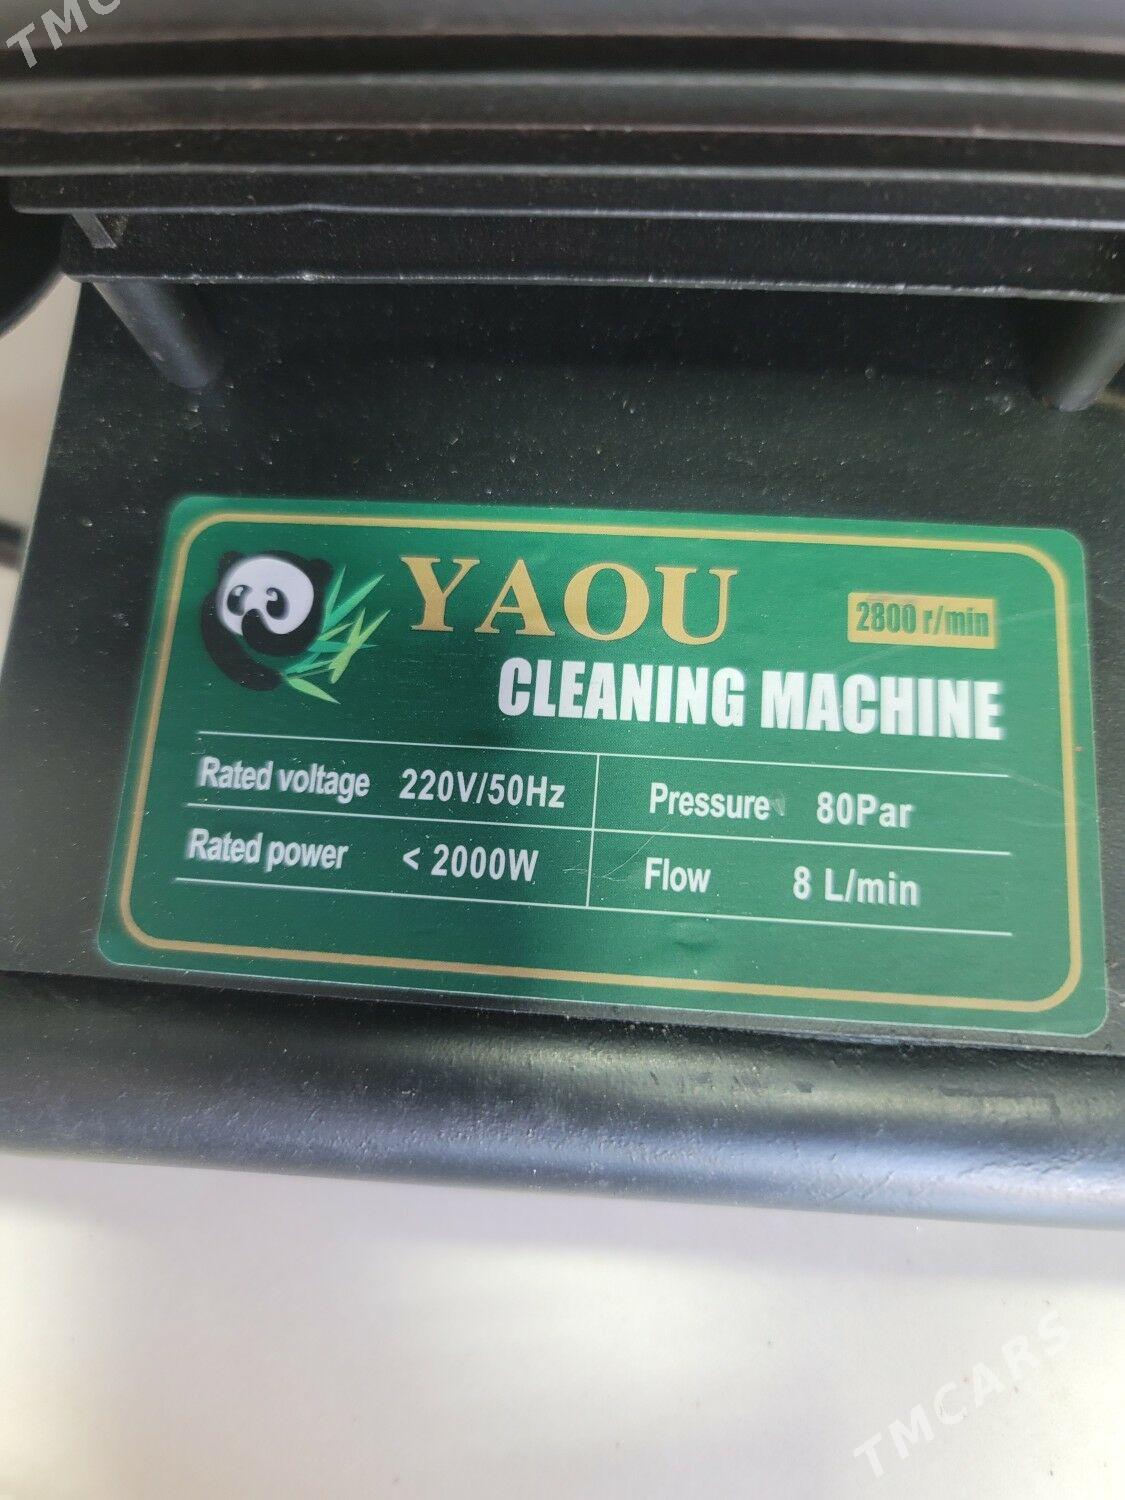 TMC
YAOU
2800 r/min
CLEANING MACHINE
Rated voltage 220V/50Hz Pressure 80Par
Rated power < 2000W Flow 8 L/min
TMCARS